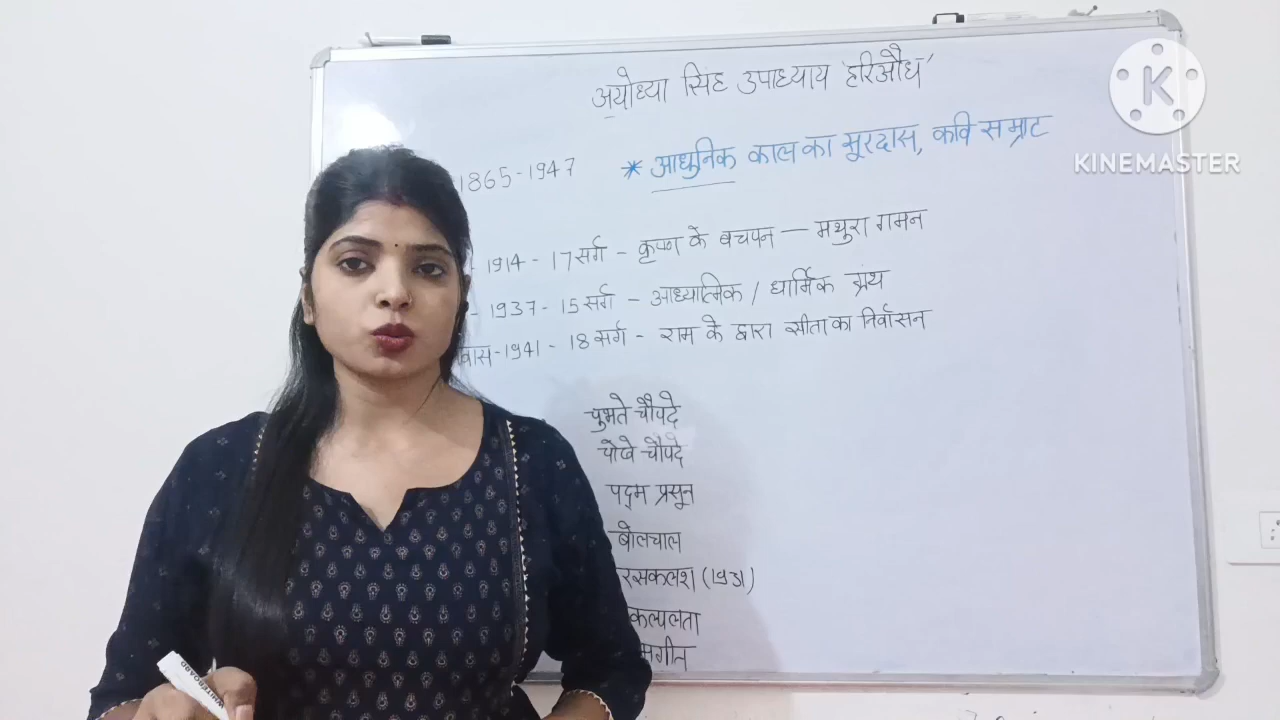 अयोध्या सिंह उपाध्याय 'हरिऔध'
1865-1947 * आधुनिक काल का सूरदास, कवि सम्राट
- 1914 - 17 सर्ग - कृष्ण के बचपन — मथुरा गमन
- 1937 - 15 सर्ग - आध्यात्मिक / धार्मिक ग्रंथ
वास-1941 - 18 सर्ग - राम के द्वारा सीता का निर्वासन
चुभते चौपदे
चोखे चौपदे
पद्म प्रसून
बोलचाल
रसकलश (1931)
कल्पलता
K
KINEMASTER
WHITEBOARD